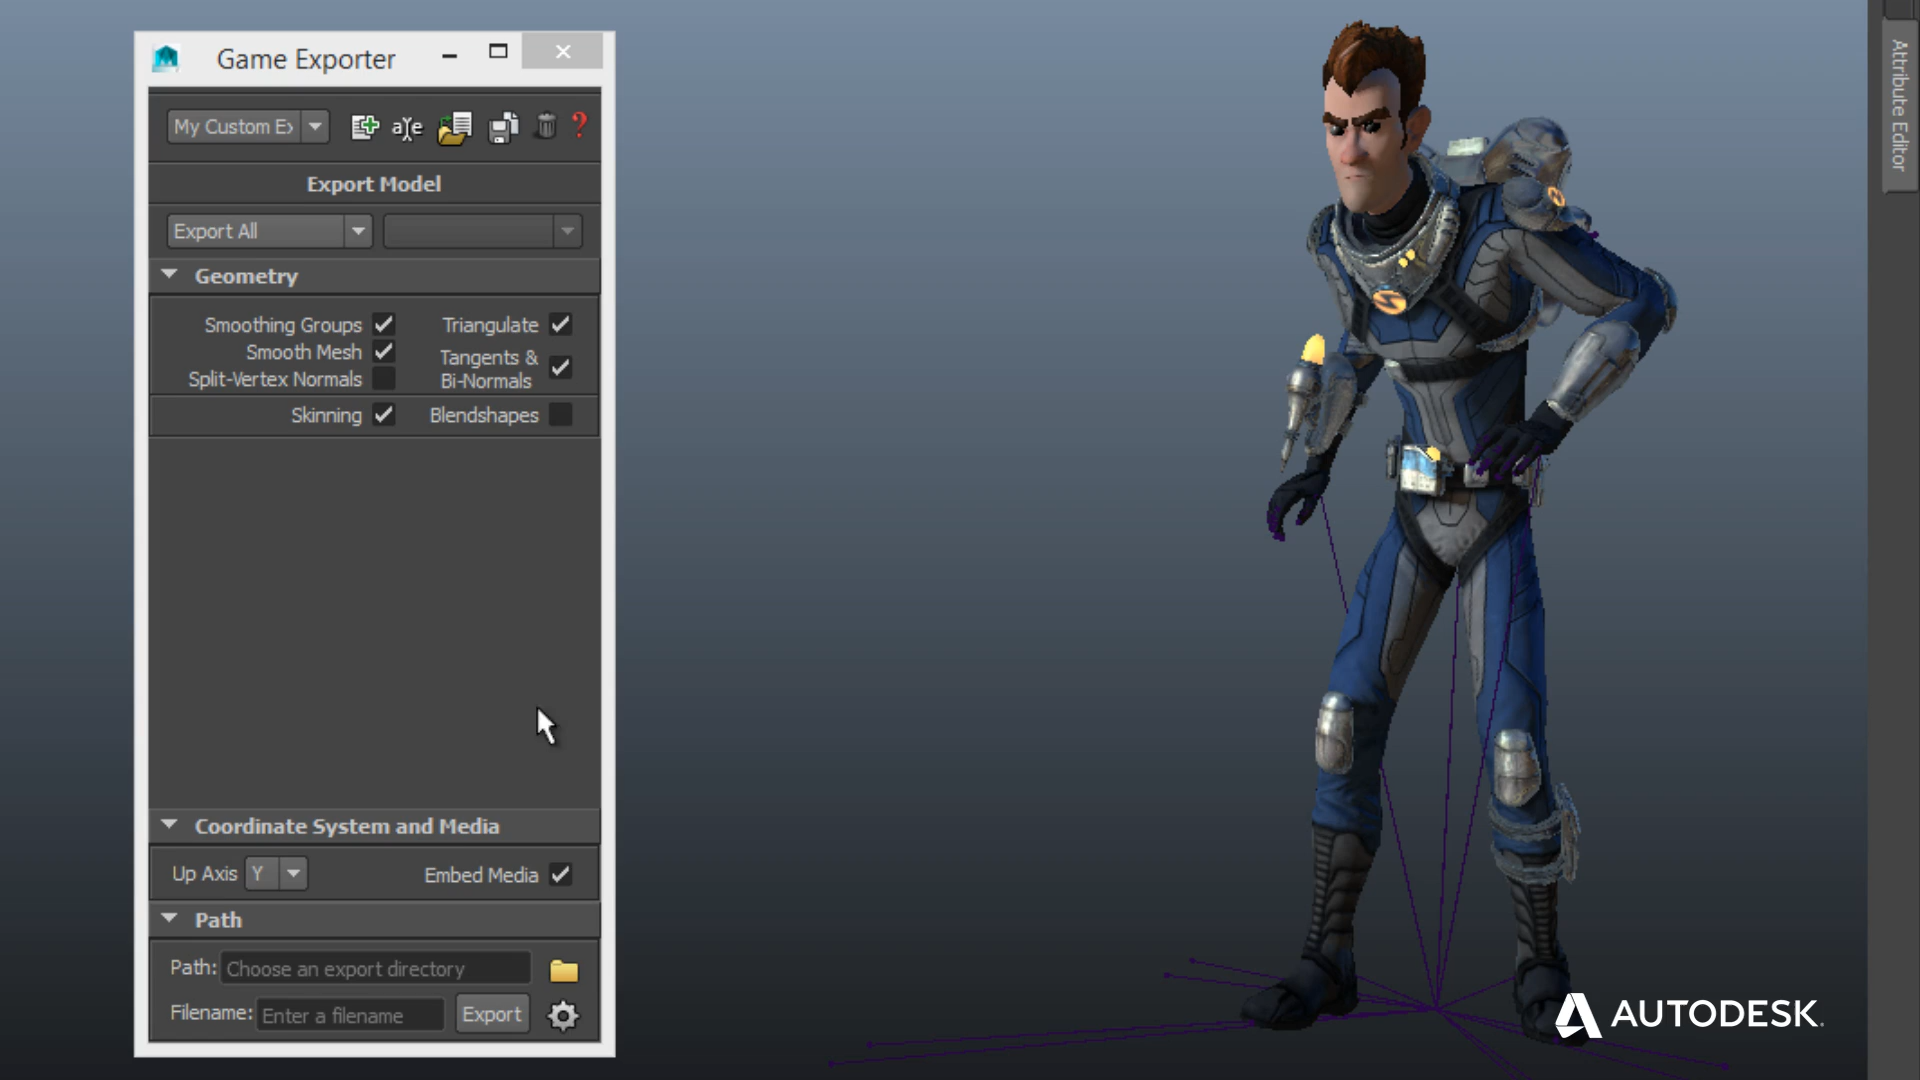 Game Exporter
My Custom Ex
a e
?
Export Model
Export All
Geometry
Smoothing Groups
Triangulate
Smooth Mesh
Tangents &
Bi-Normals
Split-Vertex Normals
Skinning
Blendshapes
Coordinate System and Media
Up Axis Y
Embed Media
Path
Path: Choose an export directory
Filename: Enter a filename
Export
Attribute Editor
AUTODESK.